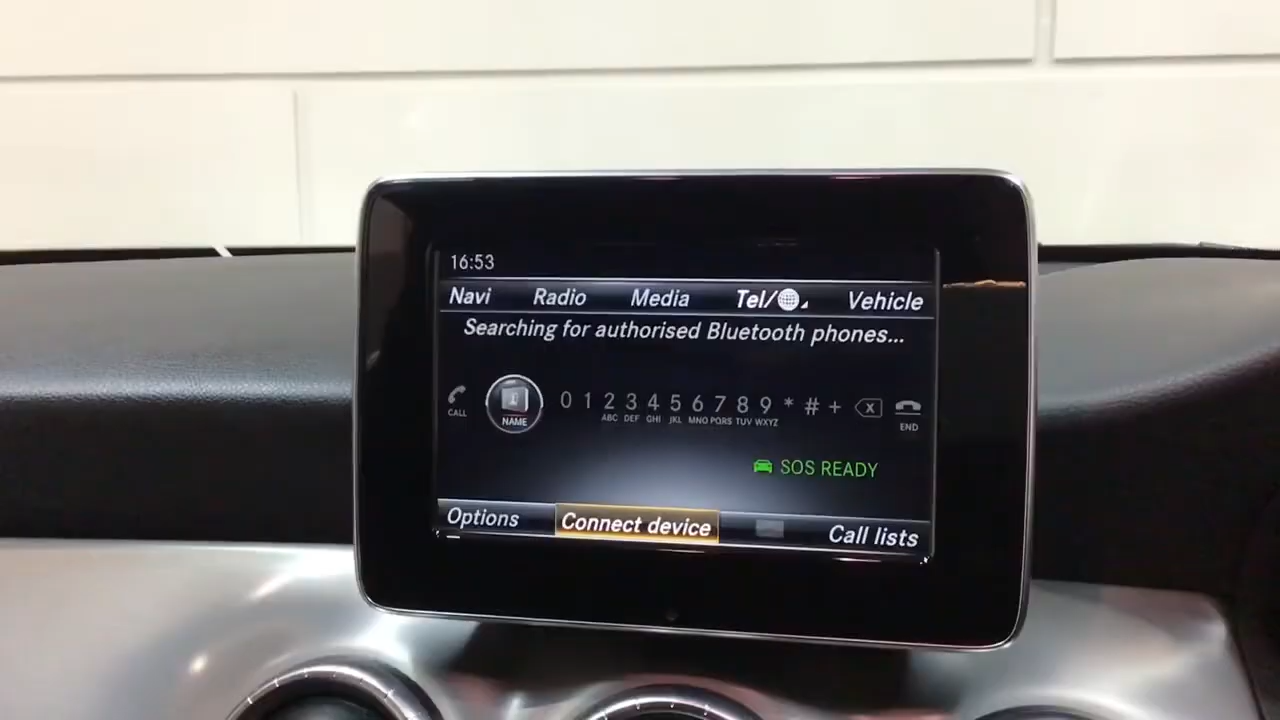 16:53
Navi Radio Media Tel/ Vehicle
Searching for authorised Bluetooth phones...
CALL NAME 0 1 2 3 4 5 6 7 8 9 * # + X END
ABC DEF GHI JKL MNO PQRS TUV WXYZ
SOS READY
Options Connect device Call lists